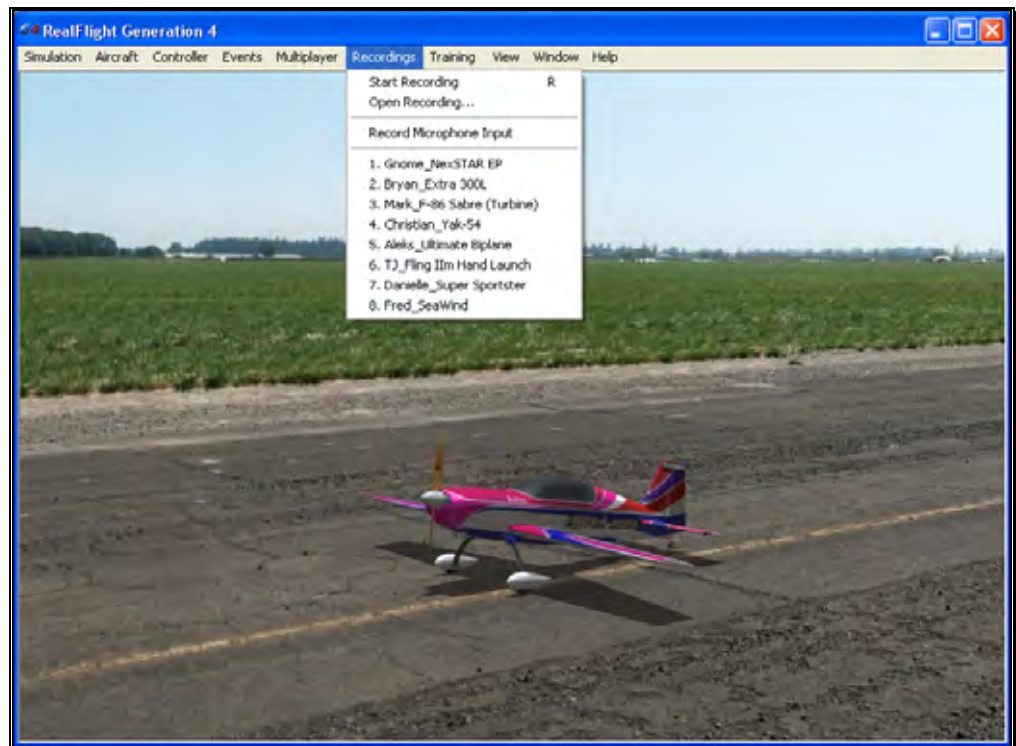 RealFlight Generation 4
Simulation Aircraft Controller Events Multiplayer Recordings Training View Window Help
Start Recording R
Open Recording...
Record Microphone Input
1. Gnome_NexSTAR EP
2. Bryan_Extra 300L
3. Mark_F-86 Sabre (Turbine)
4. Christian_Yak-54
5. Aleks_Ultimate Biplane
6. TJ_Fling IIm Hand Launch
7. Danielle_Super Sportster
8. Fred_SeaWind